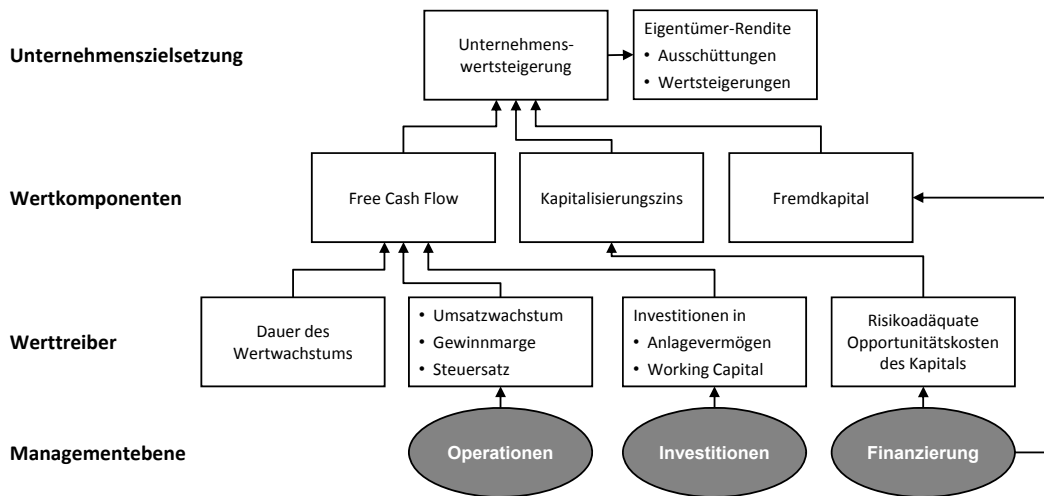 Unternehmenszielsetzung
Unternehmens-
wertsteigerung
Eigentümer-Rendite
• Ausschüttungen
• Wertsteigerungen
Wertkomponenten
Free Cash Flow
Kapitalisierungszins
Fremdkapital
Werttreiber
Dauer des
Wertwachstums
• Umsatzwachstum
• Gewinnmarge
• Steuersatz
Investitionen in
• Anlagevermögen
• Working Capital
Risikoadäquate
Opportunitätskosten
des Kapitals
Managementebene
Operationen
Investitionen
Finanzierung